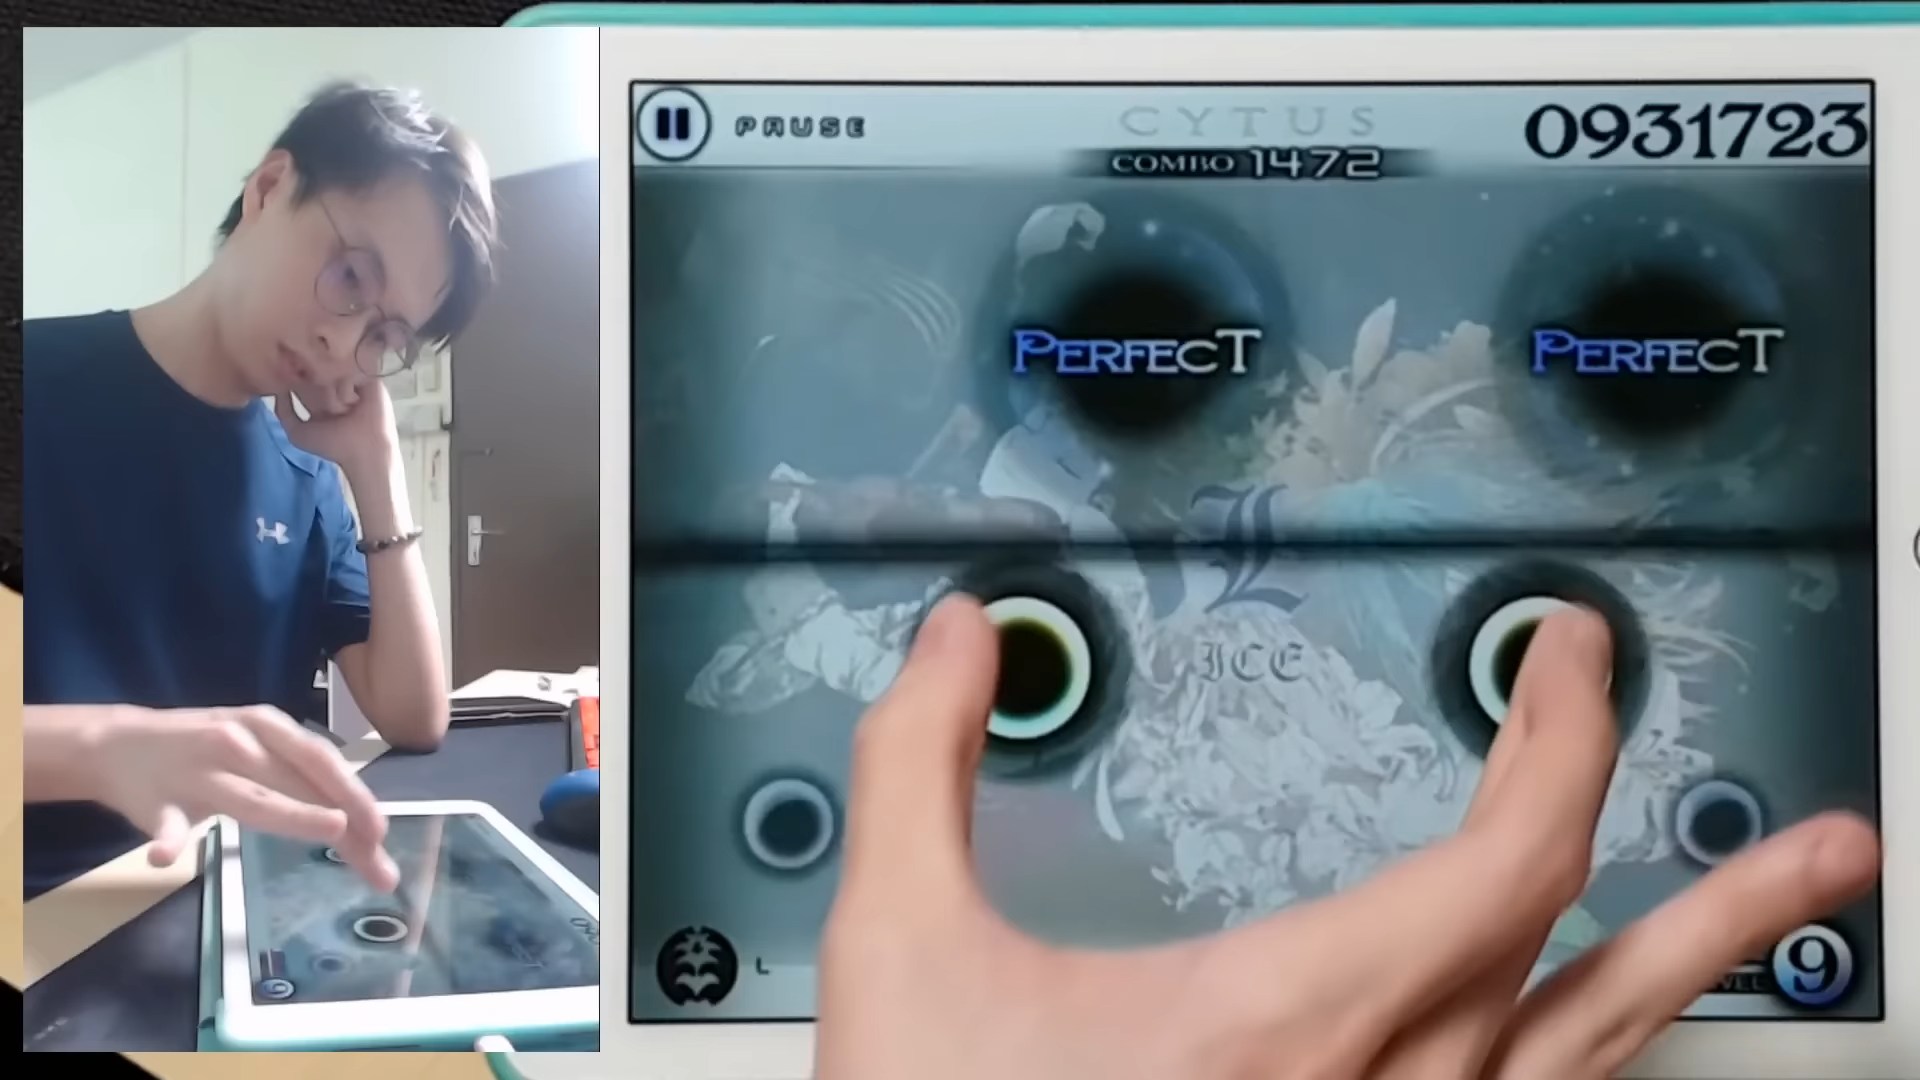 PAUSE
CYTUS
0931723
COMBO 1472
PERFECT
PERFECT
L
ICE
L
9